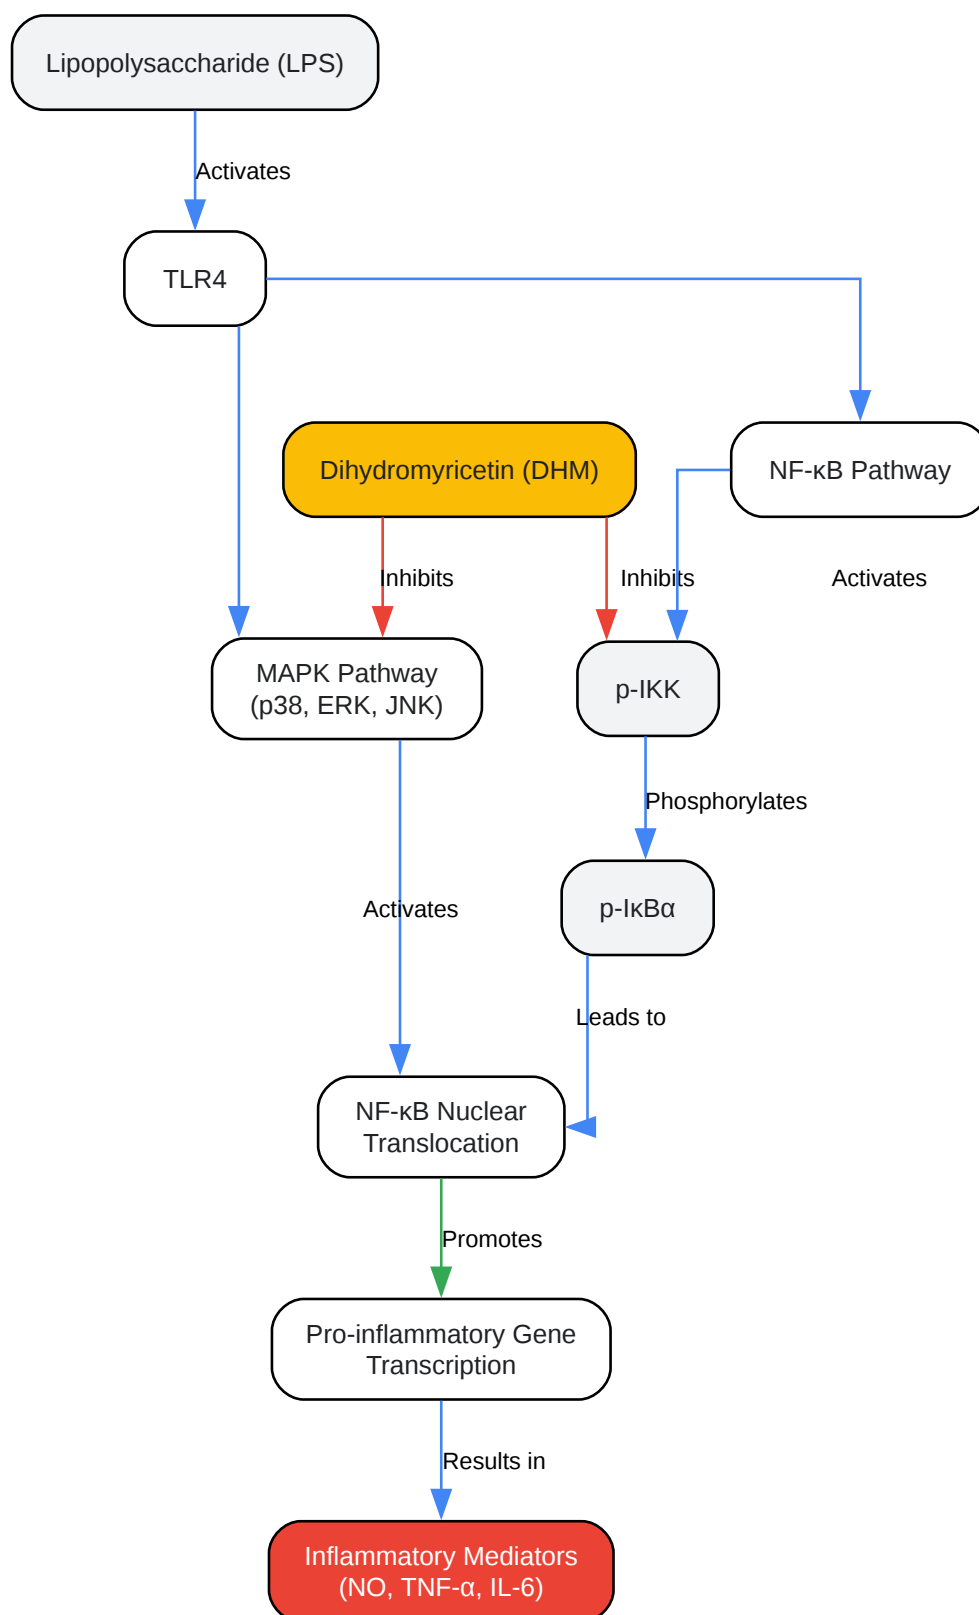 Lipopolysaccharide (LPS)
Activates
TLR4
Dihydromyricetin (DHM)
NF-κB Pathway
Inhibits
Inhibits
Activates
MAPK Pathway
(p38, ERK, JNK)
p-IKK
Phosphorylates
Activates
p-IκBα
Leads to
NF-κB Nuclear
Translocation
Promotes
Pro-inflammatory Gene
Transcription
Results in
Inflammatory Mediators
(NO, TNF-α, IL-6)